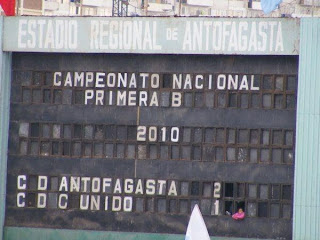 ESTADIO REGIONAL DE ANTOFAGASTA
CAMPEONATO NACIONAL
PRIMERA B
2010
C D ANTOFAGASTA 2
C.D C UNIDO 1